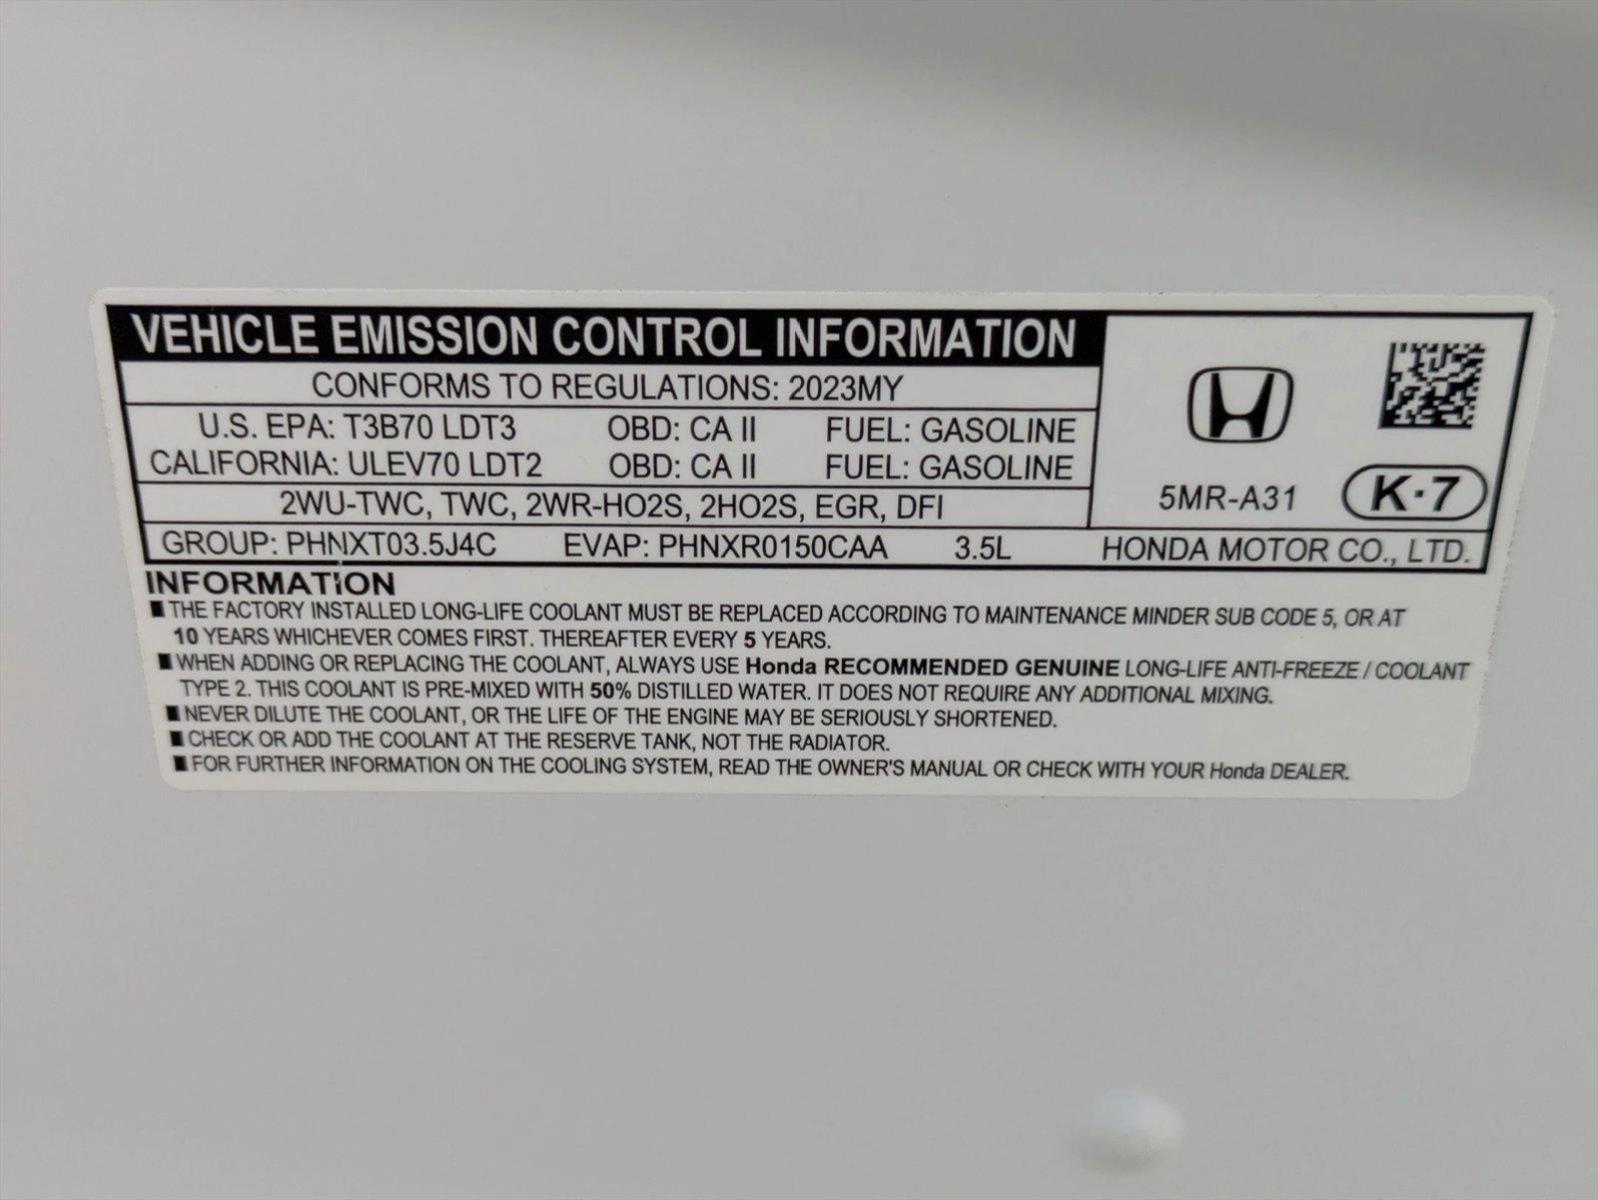 VEHICLE EMISSION CONTROL INFORMATION
CONFORMS TO REGULATIONS: 2023MY
U.S. EPA: T3B70 LDT3 OBD: CA II FUEL: GASOLINE
CALIFORNIA: ULEV70 LDT2 OBD: CA II FUEL: GASOLINE
2WU-TWC, TWC, 2WR-HO2S, 2HO2S, EGR, DFI
5MR-A31 K·7
GROUP: PHNXT03.5J4C EVAP: PHNXR0150CAA 3.5L HONDA MOTOR CO., LTD.
INFORMATION
■ THE FACTORY INSTALLED LONG-LIFE COOLANT MUST BE REPLACED ACCORDING TO MAINTENANCE MINDER SUB CODE 5, OR AT
10 YEARS WHICHEVER COMES FIRST. THEREAFTER EVERY 5 YEARS.
■ WHEN ADDING OR REPLACING THE COOLANT, ALWAYS USE Honda RECOMMENDED GENUINE LONG-LIFE ANTI-FREEZE / COOLANT
TYPE 2. THIS COOLANT IS PRE-MIXED WITH 50% DISTILLED WATER. IT DOES NOT REQUIRE ANY ADDITIONAL MIXING.
■ NEVER DILUTE THE COOLANT, OR THE LIFE OF THE ENGINE MAY BE SERIOUSLY SHORTENED.
■ CHECK OR ADD THE COOLANT AT THE RESERVE TANK, NOT THE RADIATOR.
■ FOR FURTHER INFORMATION ON THE COOLING SYSTEM, READ THE OWNER'S MANUAL OR CHECK WITH YOUR Honda DEALER.